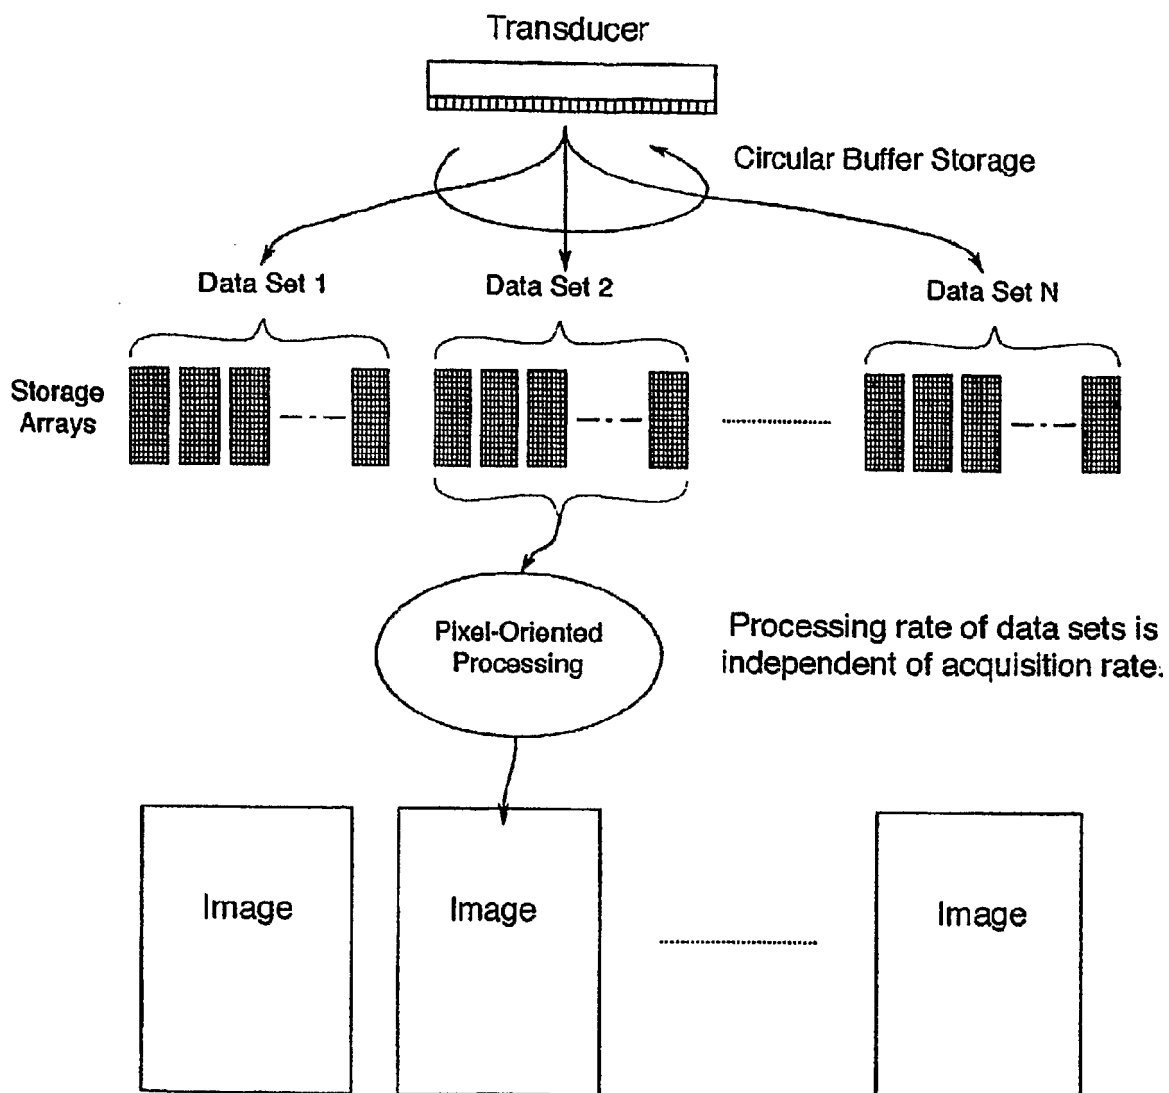 Transducer
Circular Buffer Storage
Data Set 1
Data Set 2
Data Set N
Storage
Arrays
Pixel-Oriented
Processing
Processing rate of data sets is
independent of acquisition rate.
Image
Image
Image